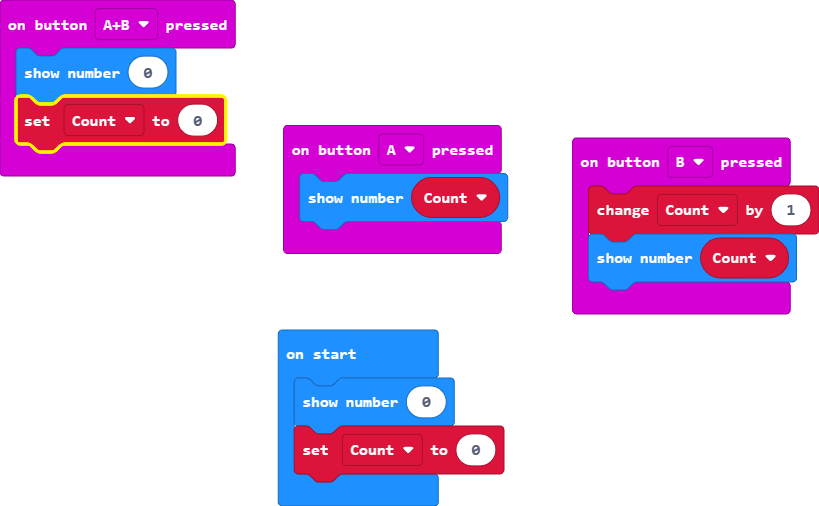 on button A+B pressed
show number 0
set Count to 0
on button A pressed
show number Count
on button B pressed
change Count by 1
show number Count
on start
show number 0
set Count to 0